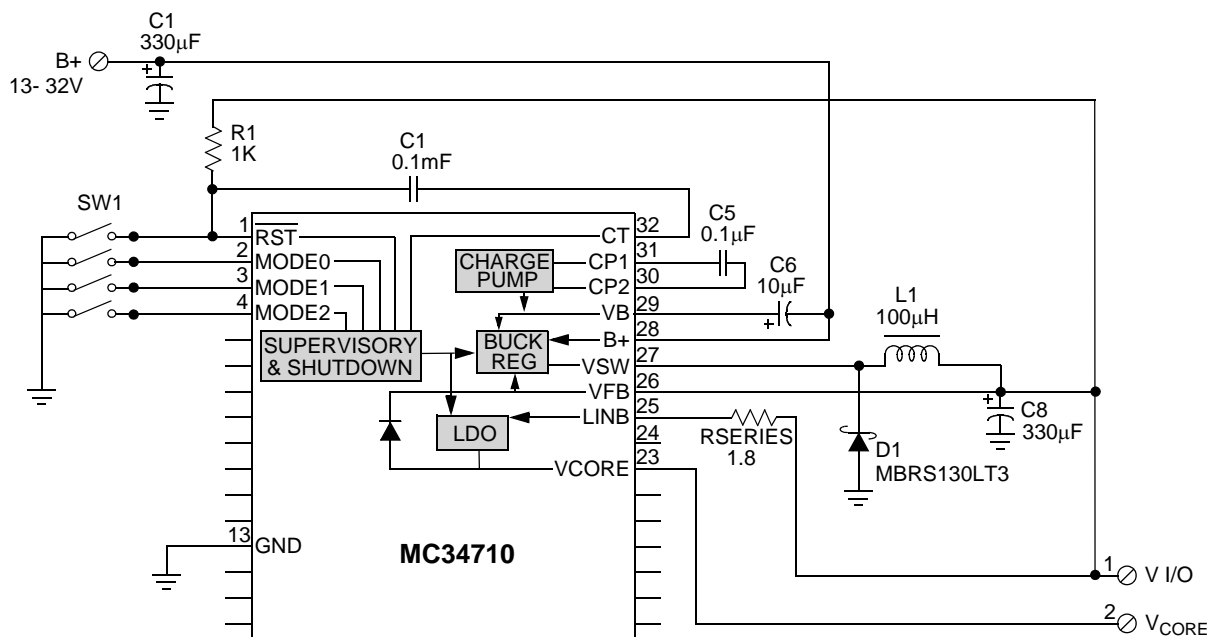 C1
330μF
B+
13- 32V
R1
1K
C1
0.1mF
SW1
1
RST
2
MODE0
3
MODE1
4
MODE2
SUPERVISORY
& SHUTDOWN
CHARGE
PUMP
BUCK
REG
LDO
CT
32
CP1
31
CP2
30
VB
29
B+
28
VSW
27
VFB
26
LINB
25
24
VCORE
23
C5
0.1μF
C6
10μF
L1
100μH
RSERIES
1.8
D1
MBRS130LT3
C8
330μF
13
GND
MC34710
1
V I/O
2
VCORE